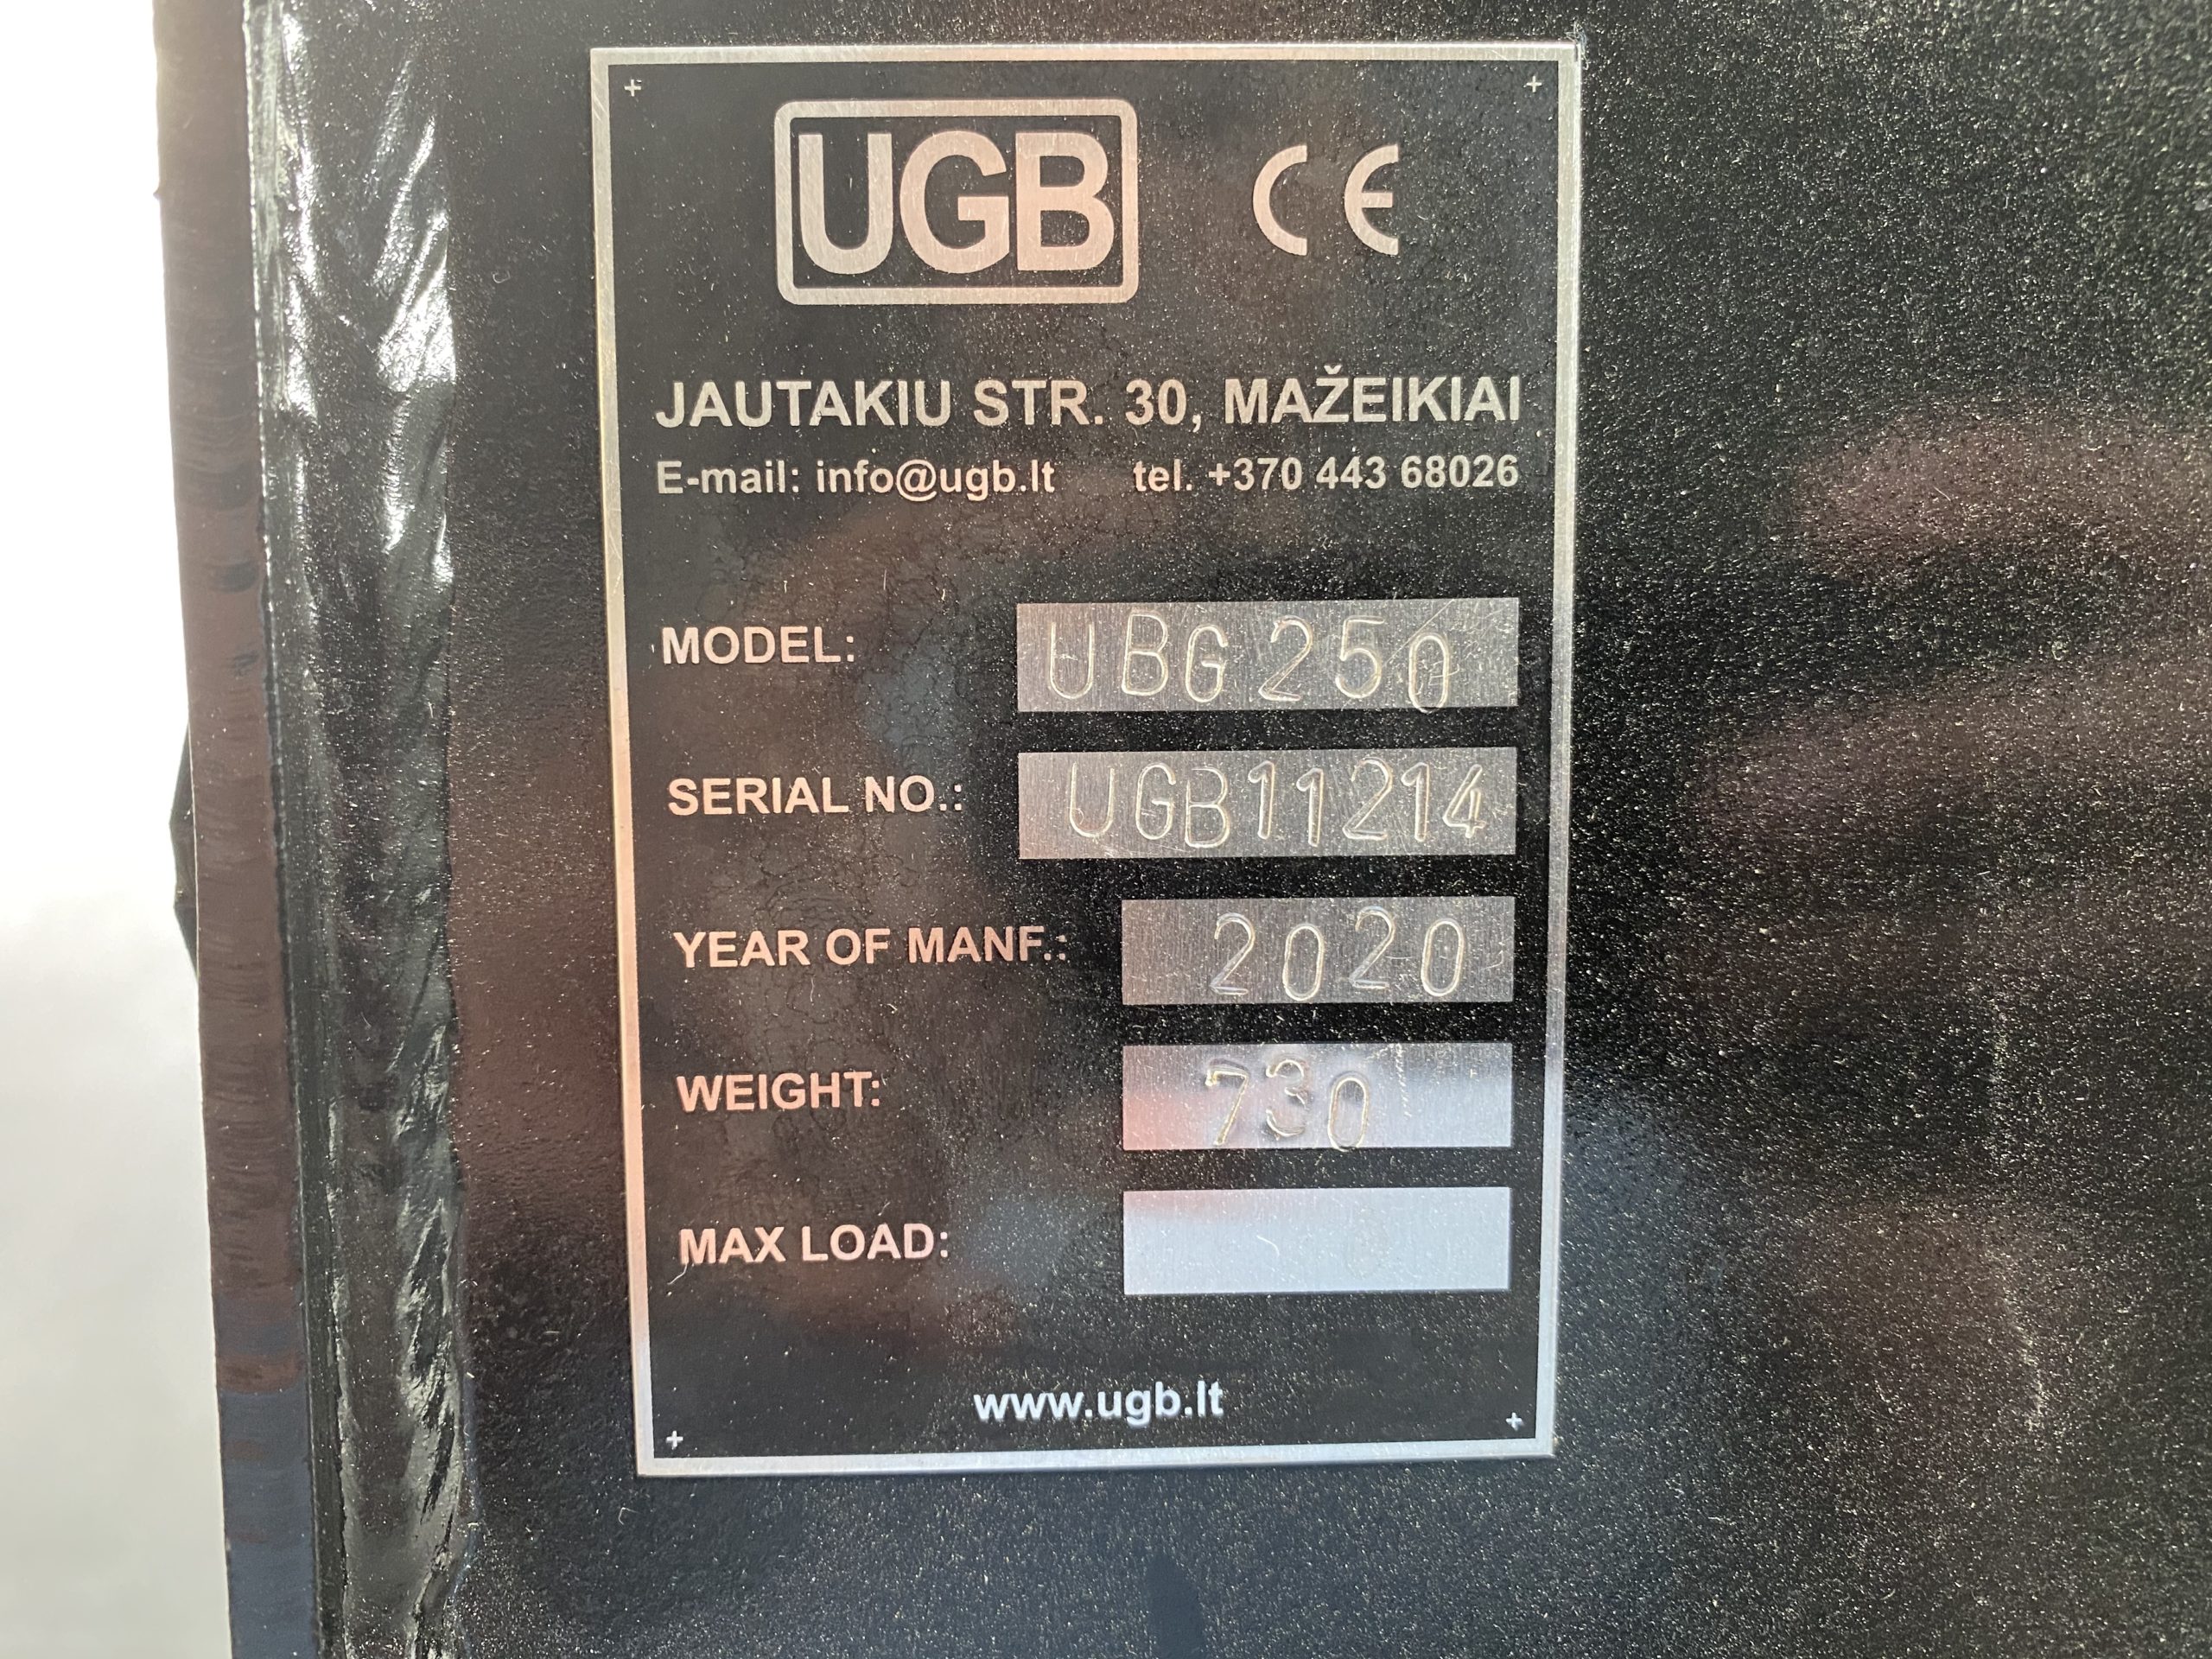 UGB CE
JAUTAKIU STR. 30, MAŽEIKIAI
E-mail: info@ugb.lt tel. +370 443 68026
MODEL: UBG 250
SERIAL NO.: UGB11214
YEAR OF MANF.: 2020
WEIGHT: 730
MAX LOAD:
www.ugb.lt